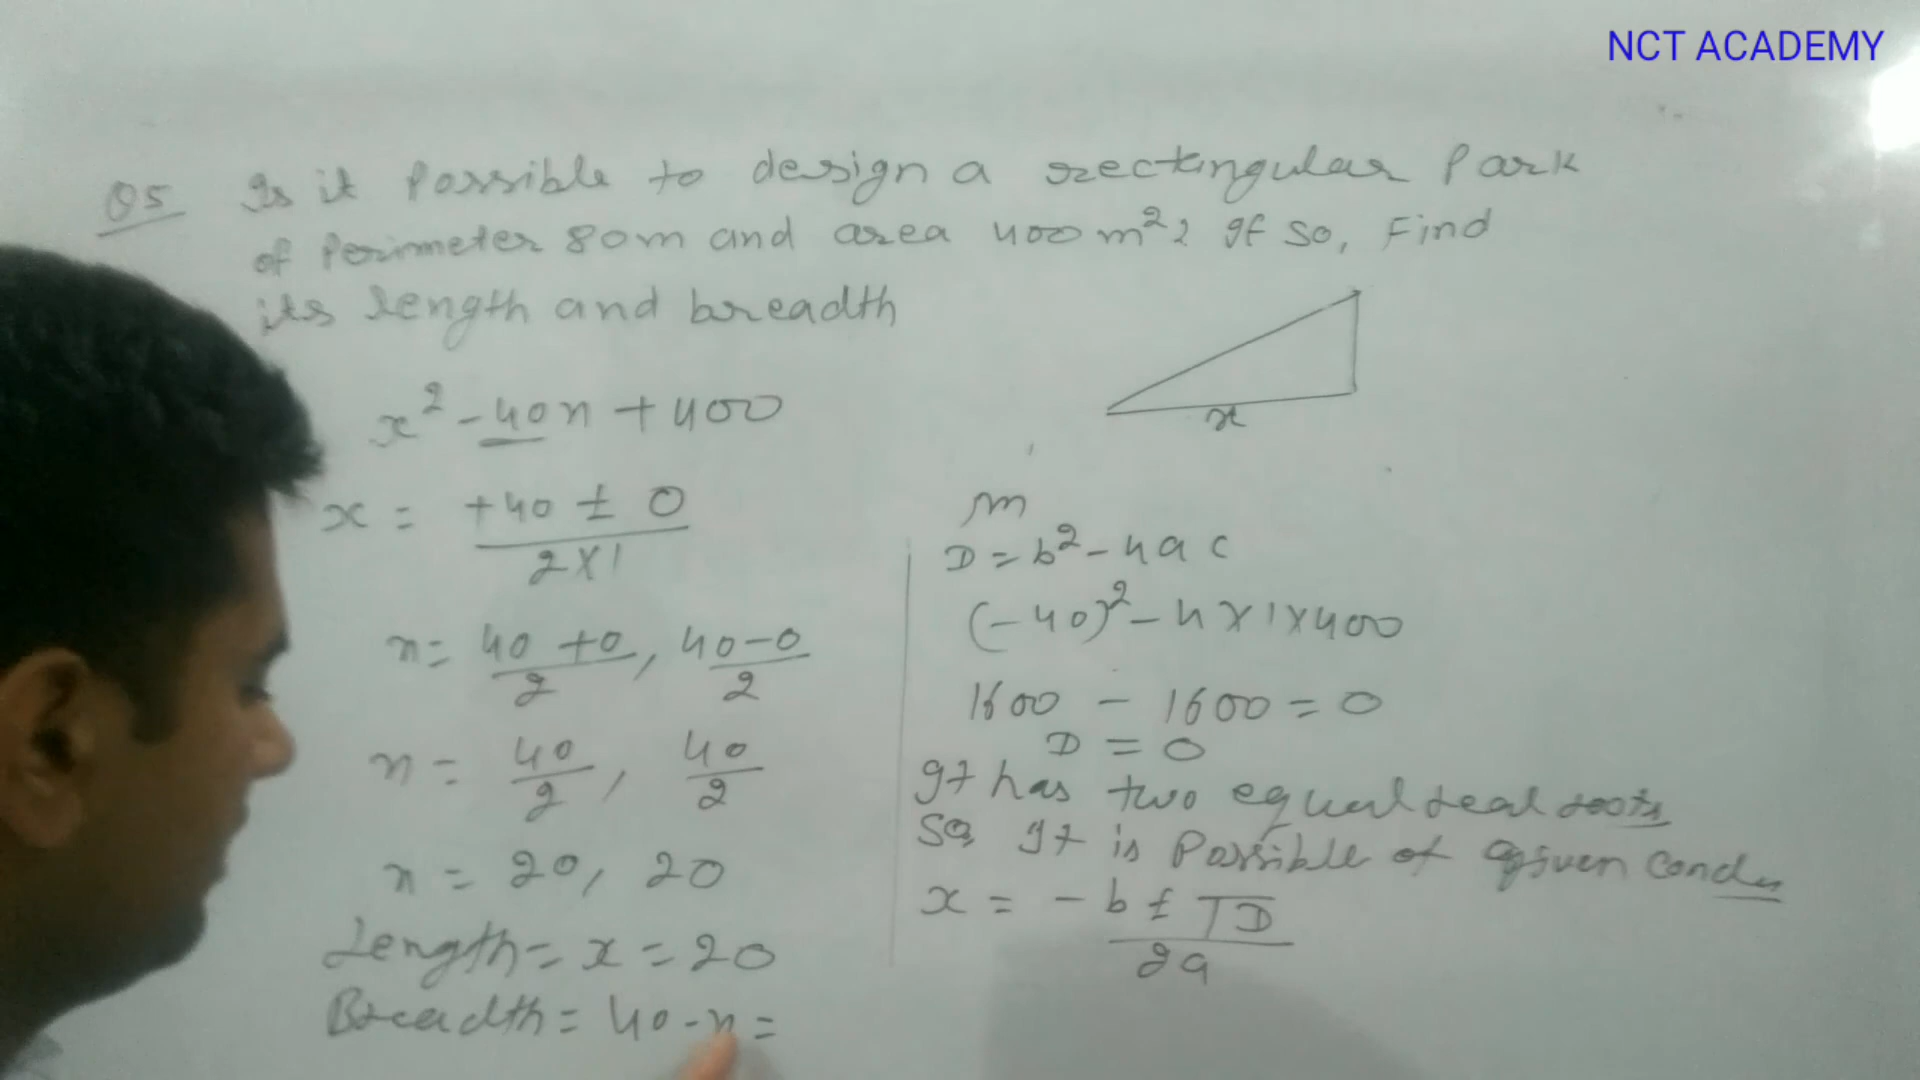 NCT ACADEMY
Q5 Is it Possible to design a rectangular Park
of Perimeter 80m and area 400 m²? If so, Find
its length and breadth
x
x² - 40x + 400
x = +40 ± 0 / 2×1
x = 40+0 / 2, 40-0 / 2
x = 40/2, 40/2
x = 20, 20
Length = x = 20
Breadth = 40 - x =
D = b² - 4ac
(-40)² - 4×1×400
1600 - 1600 = 0
D = 0
It has two equal real roots
So, It is Possible of given
x = -b ± √D / 2a